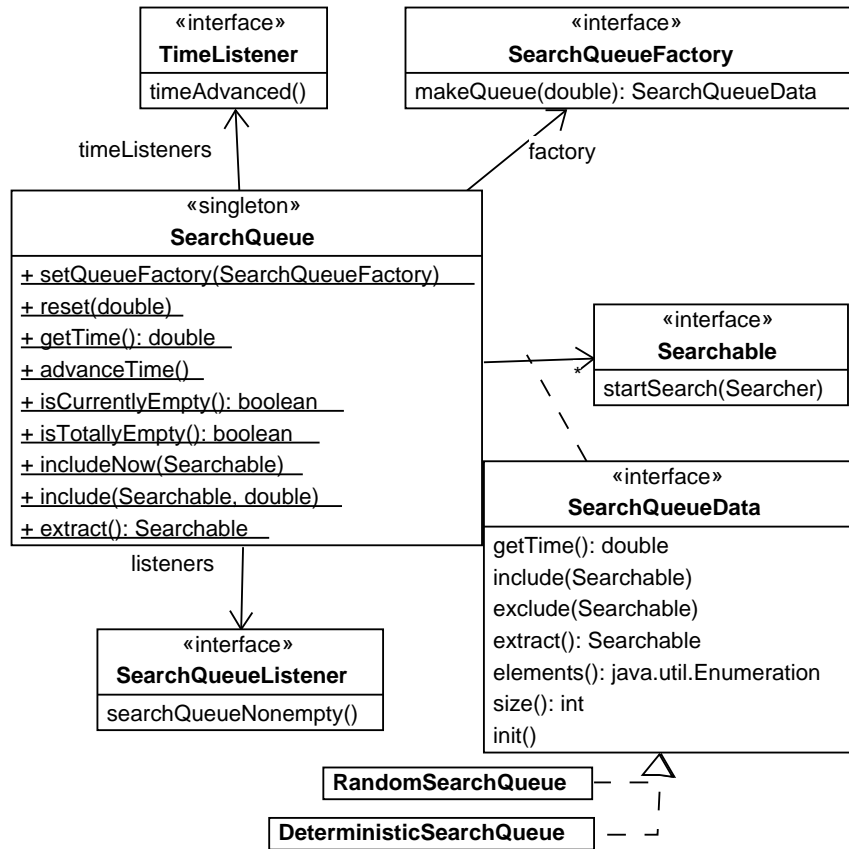 «interface»
TimeListener
timeAdvanced()
«interface»
SearchQueueFactory
makeQueue(double): SearchQueueData
timeListeners
factory
«singleton»
SearchQueue
+ setQueueFactory(SearchQueueFactory)
+ reset(double)
+ getTime(): double
+ advanceTime()
+ isCurrentlyEmpty(): boolean
+ isTotallyEmpty(): boolean
+ includeNow(Searchable)
+ include(Searchable, double)
+ extract(): Searchable
«interface»
Searchable
startSearch(Searcher)
*
«interface»
SearchQueueData
getTime(): double
include(Searchable)
exclude(Searchable)
extract(): Searchable
elements(): java.util.Enumeration
size(): int
init()
listeners
«interface»
SearchQueueListener
searchQueueNonempty()
RandomSearchQueue
DeterministicSearchQueue